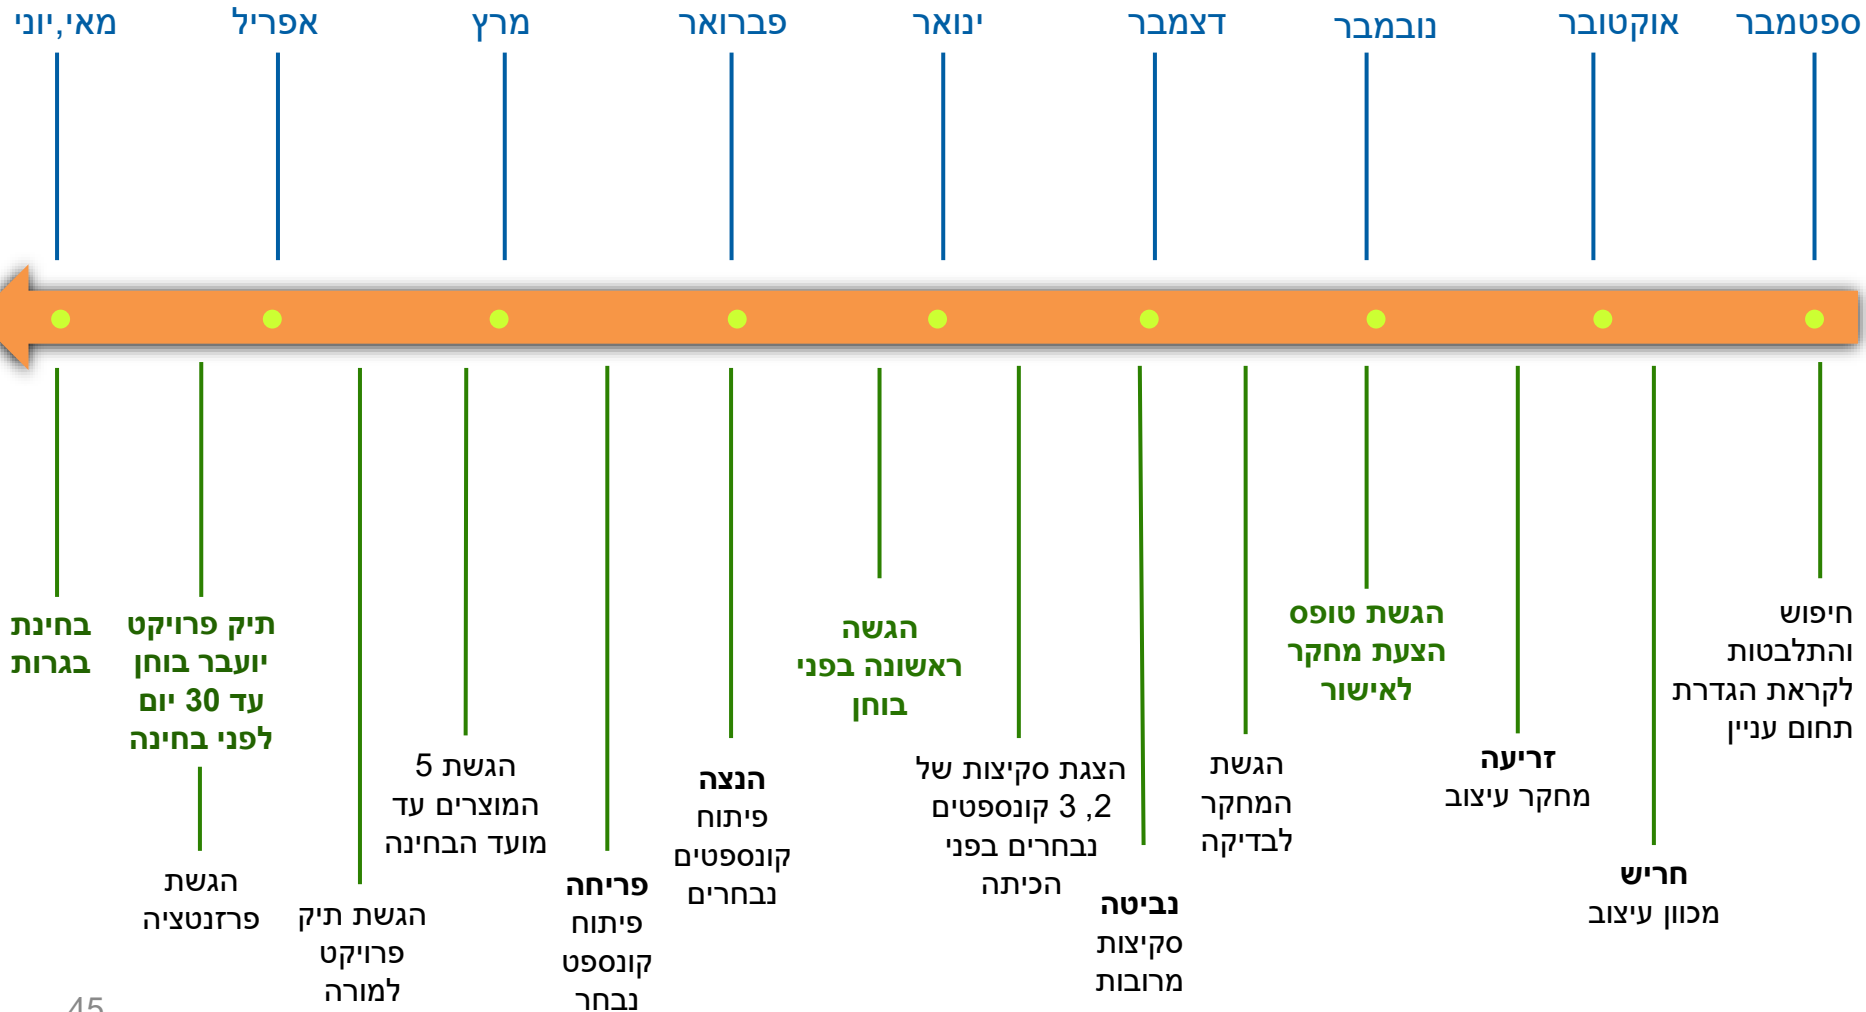 ספטמבר
אוקטובר
נובמבר
דצמבר
ינואר
פברואר
מרץ
אפריל
מאי,יוני
חיפוש
והתלבטות
לקראת הגדרת
תחום עניין
חריש
מכוון עיצוב
זריעה
מחקר עיצוב
הגשת טופס
הצעת מחקר
לאישור
הגשת
המחקר
לבדיקה
נביטה
סקיצות
מרובות
הצגת סקיצות של
2, 3 קונספטים
נבחרים בפני
הכיתה
הגשה
ראשונה בפני
בוחן
הנצה
פיתוח
קונספטים
נבחרים
פריחה
פיתוח
קונספט
נבחר
הגשת 5
המוצרים עד
מועד הבחינה
הגשת תיק
פרויקט
למורה
תיק פרויקט
יועבר בוחן
עד 30 יום
לפני בחינה
הגשת
פרזנטציה
בחינת
בגרות
45